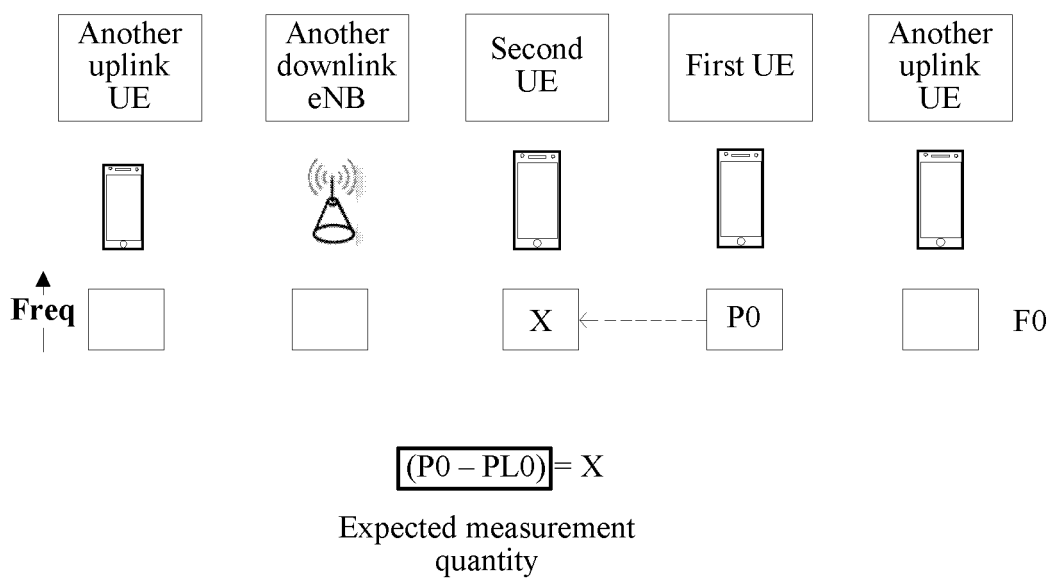 Another
uplink
UE
Another
downlink
eNB
Second
UE
First UE
Another
uplink
UE
Freq
X
P0
F0
(P0 – PL0) = X
Expected measurement
quantity